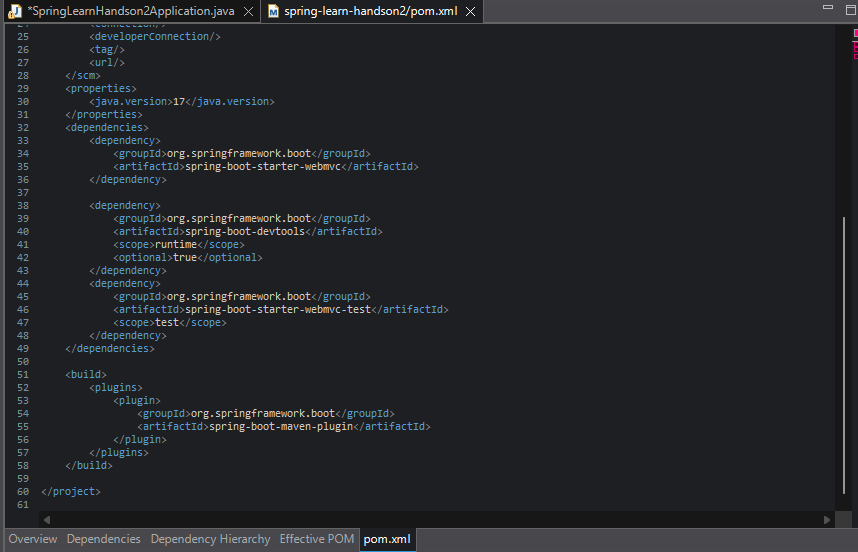 *SpringLearnHandson2Application.java spring-learn-handson2/pom.xml
24 <connection/>
25 <developerConnection/>
26 <tag/>
27 <url/>
28 </scm>
29 <properties>
30 <java.version>17</java.version>
31 </properties>
32 <dependencies>
33 <dependency>
34 <groupId>org.springframework.boot</groupId>
35 <artifactId>spring-boot-starter-webmvc</artifactId>
36 </dependency>
37
38 <dependency>
39 <groupId>org.springframework.boot</groupId>
40 <artifactId>spring-boot-devtools</artifactId>
41 <scope>runtime</scope>
42 <optional>true</optional>
43 </dependency>
44 <dependency>
45 <groupId>org.springframework.boot</groupId>
46 <artifactId>spring-boot-starter-webmvc-test</artifactId>
47 <scope>test</scope>
48 </dependency>
49 </dependencies>
50
51 <build>
52 <plugins>
53 <plugin>
54 <groupId>org.springframework.boot</groupId>
55 <artifactId>spring-boot-maven-plugin</artifactId>
56 </plugin>
57 </plugins>
58 </build>
59
60 </project>
61
Overview Dependencies Dependency Hierarchy Effective POM pom.xml